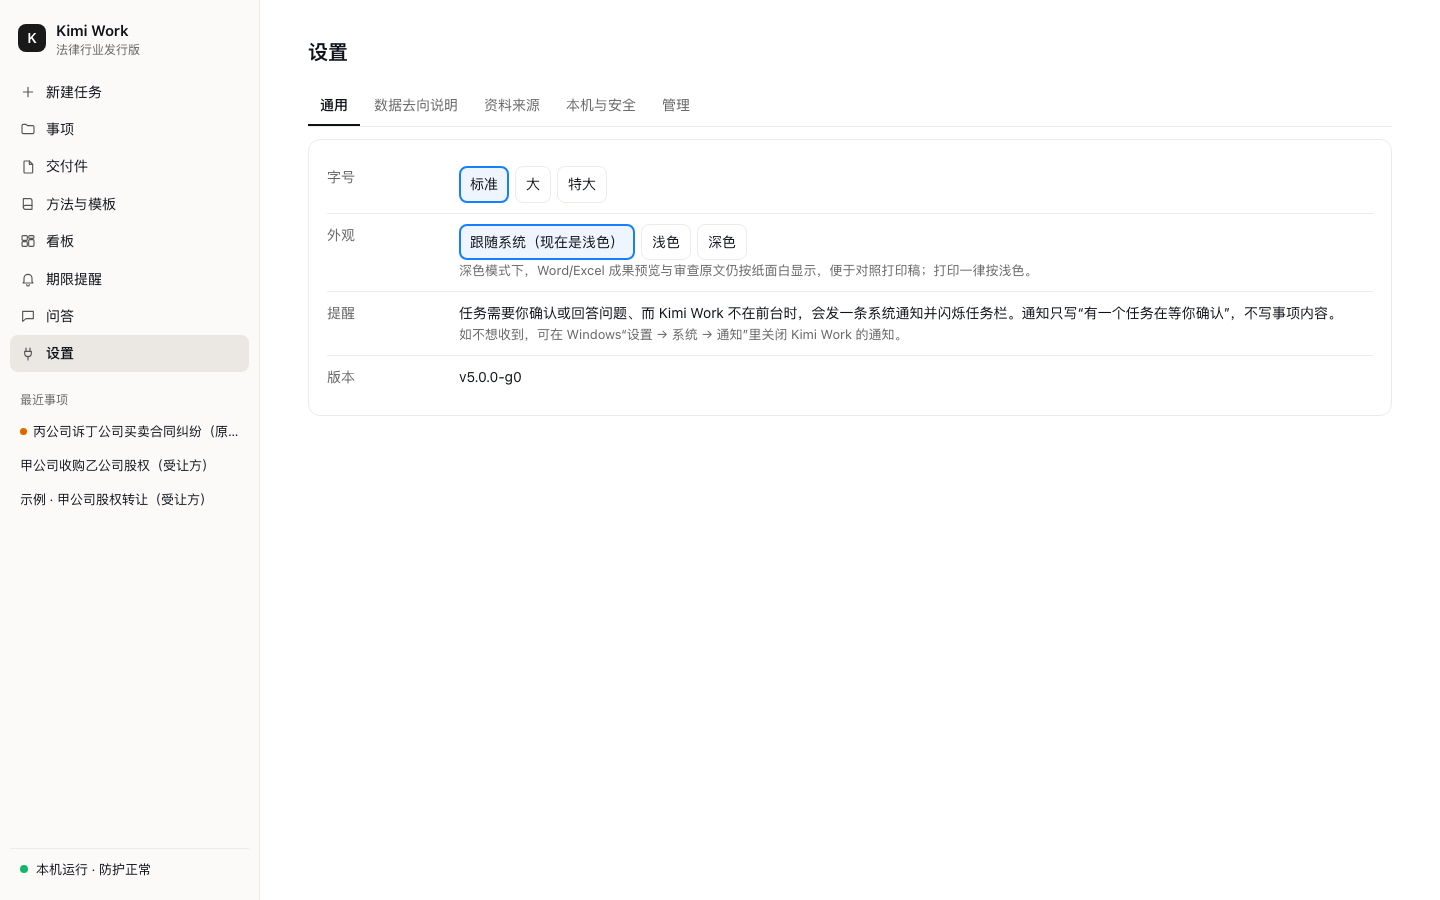 K
Kimi Work
法律行业发行版
新建任务
事项
交付件
方法与模板
看板
期限提醒
问答
设置
最近事项
丙公司诉丁公司买卖合同纠纷（原...
甲公司收购乙公司股权（受让方）
示例 · 甲公司股权转让（受让方）
本机运行 · 防护正常
设置
通用 数据去向说明 资料来源 本机与安全 管理
字号 标准 大 特大
外观 跟随系统（现在是浅色） 浅色 深色
深色模式下，Word/Excel 成果预览与审查原文仍按纸面白显示，便于对照打印稿；打印一律按浅色。
提醒 任务需要你确认或回答问题、而 Kimi Work 不在前台时，会发一条系统通知并闪烁任务栏。通知只写“有一个任务在等你确认”，不写事项内容。
如不想收到，可在 Windows“设置 → 系统 → 通知”里关闭 Kimi Work 的通知。
版本 v5.0.0-g0